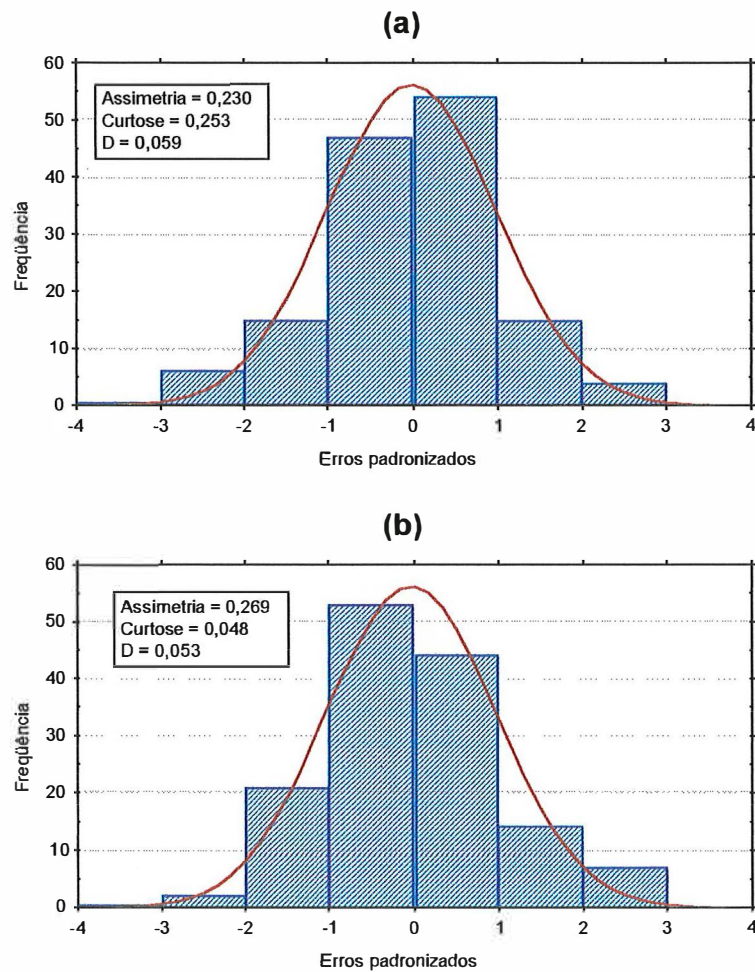 (a)
60
50
40
30
20
10
0
Freqüência
Assimetria = 0,230
Curtose = 0,253
D = 0,059
-4 -3 -2 -1 0 1 2 3 4
Erros padronizados
(b)
60
50
40
30
20
10
0
Freqüência
Assimetria = 0,269
Curtose = 0,048
D = 0,053
-4 -3 -2 -1 0 1 2 3 4
Erros padronizados